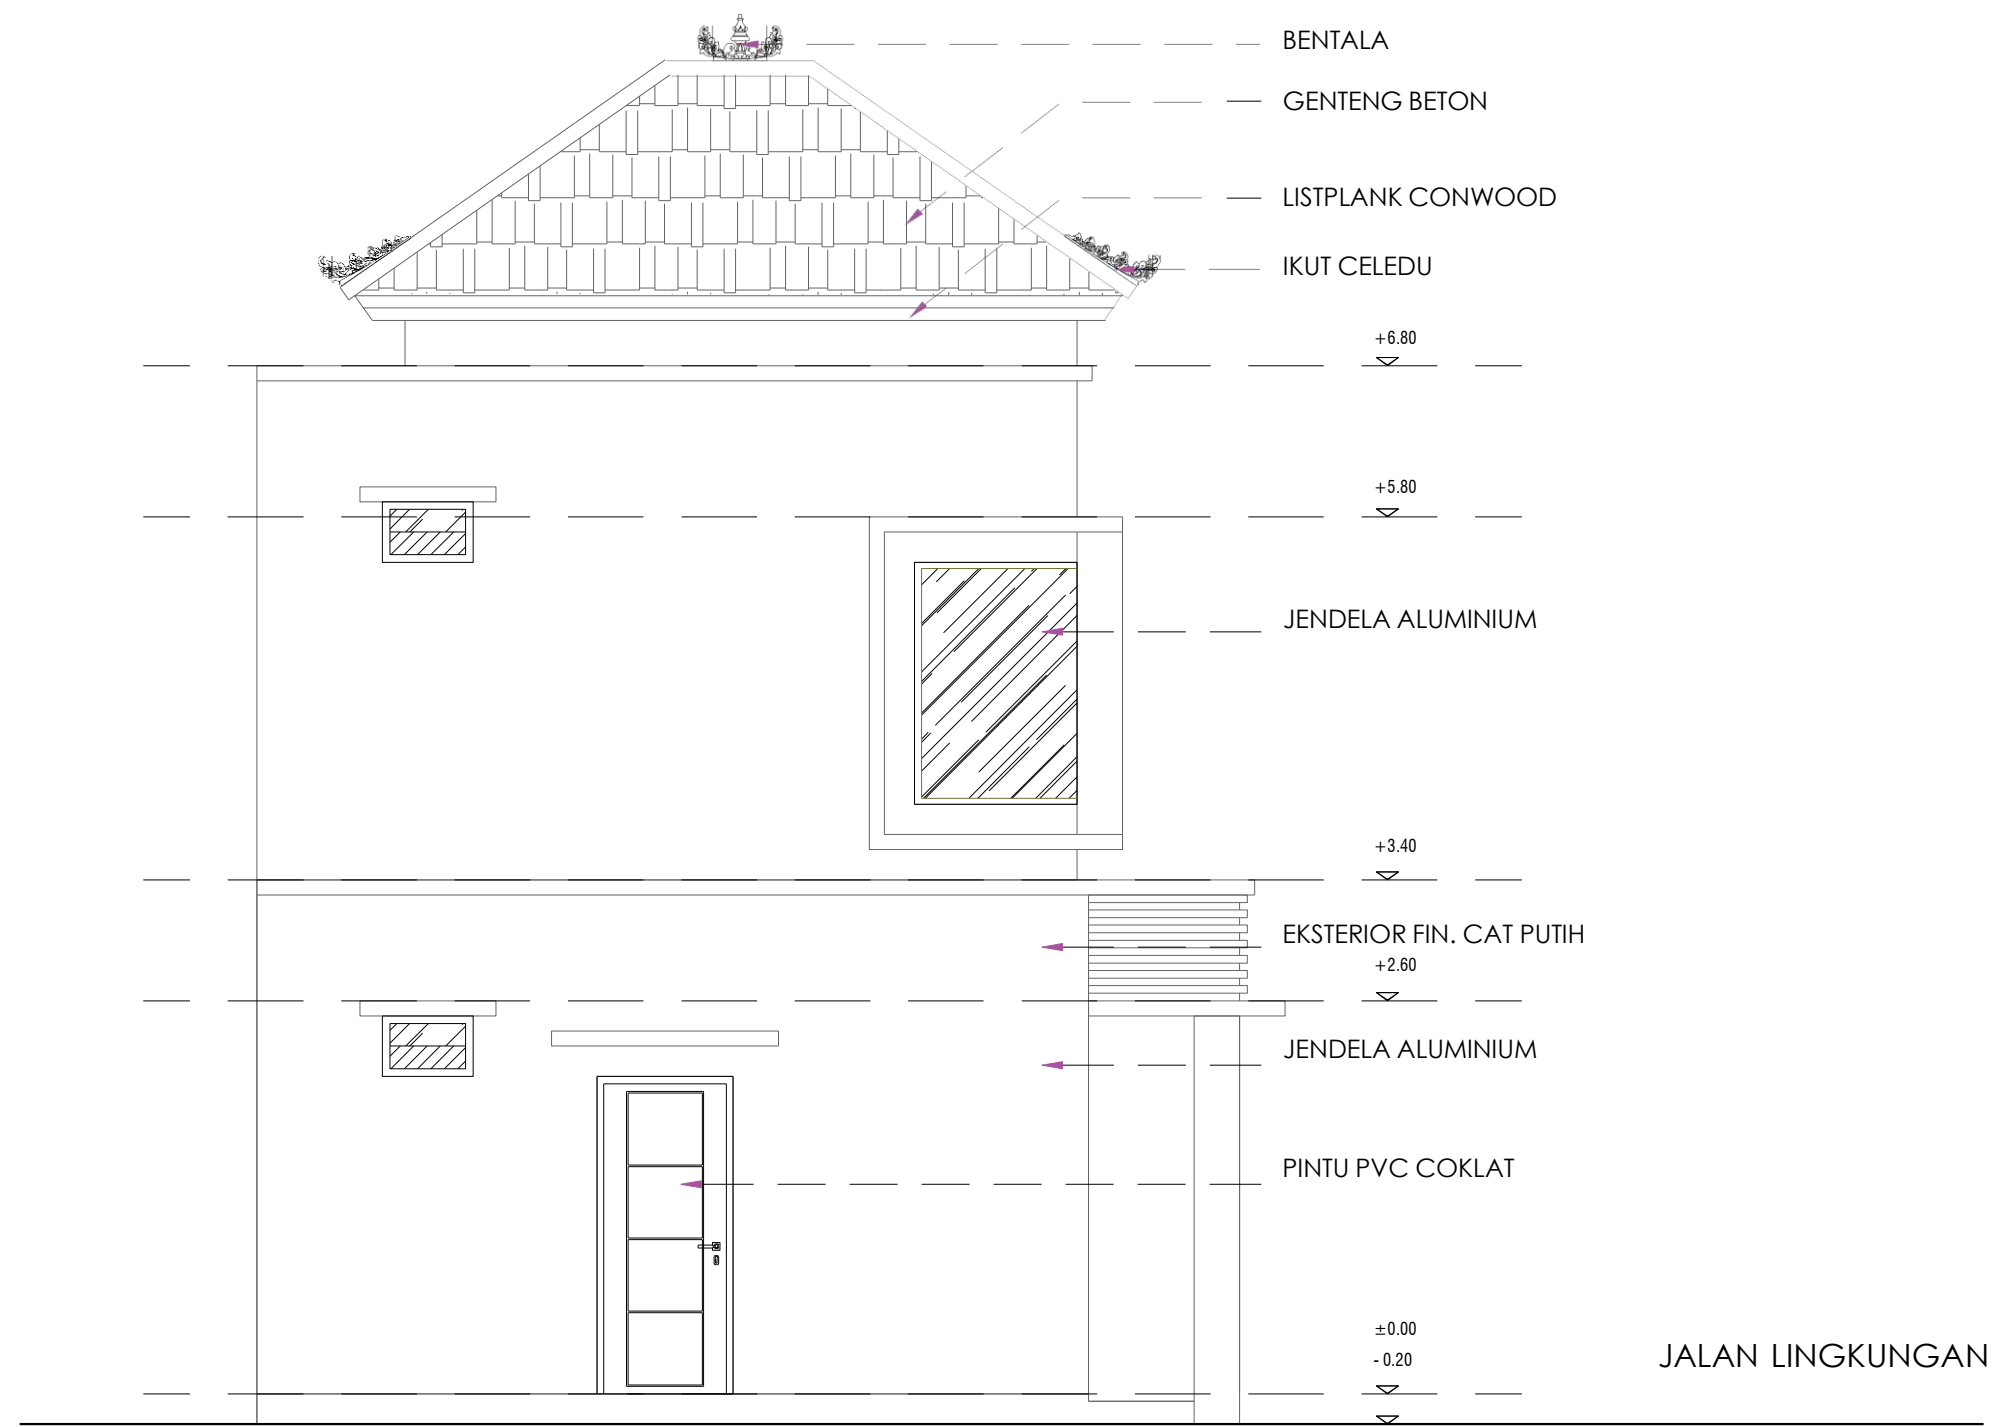 BENTALA
GENTENG BETON
LISTPLANK CONWOOD
IKUT CELEDU
+6.80
+5.80
JENDELA ALUMINIUM
+3.40
EKSTERIOR FIN. CAT PUTIH
+2.60
JENDELA ALUMINIUM
PINTU PVC COKLAT
±0.00
- 0.20
JALAN LINGKUNGAN